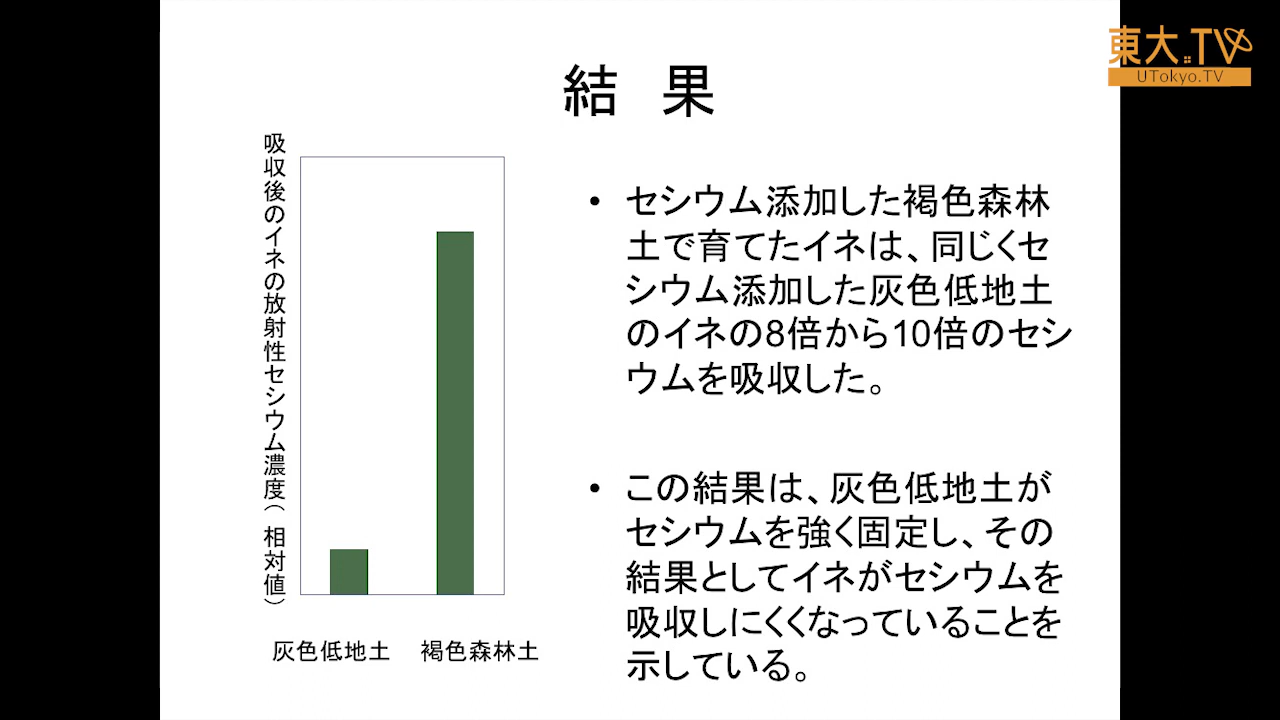 東大.TV
UTokyo.TV
結 果
吸収後のイネの放射性セシウム濃度(相対値)
灰色低地土
褐色森林土
• セシウム添加した褐色森林
土で育てたイネは、同じくセ
シウム添加した灰色低地土
のイネの8倍から10倍のセシ
ウムを吸収した。
• この結果は、灰色低地土が
セシウムを強く固定し、その
結果としてイネがセシウムを
吸収しにくくなっていることを
示している。